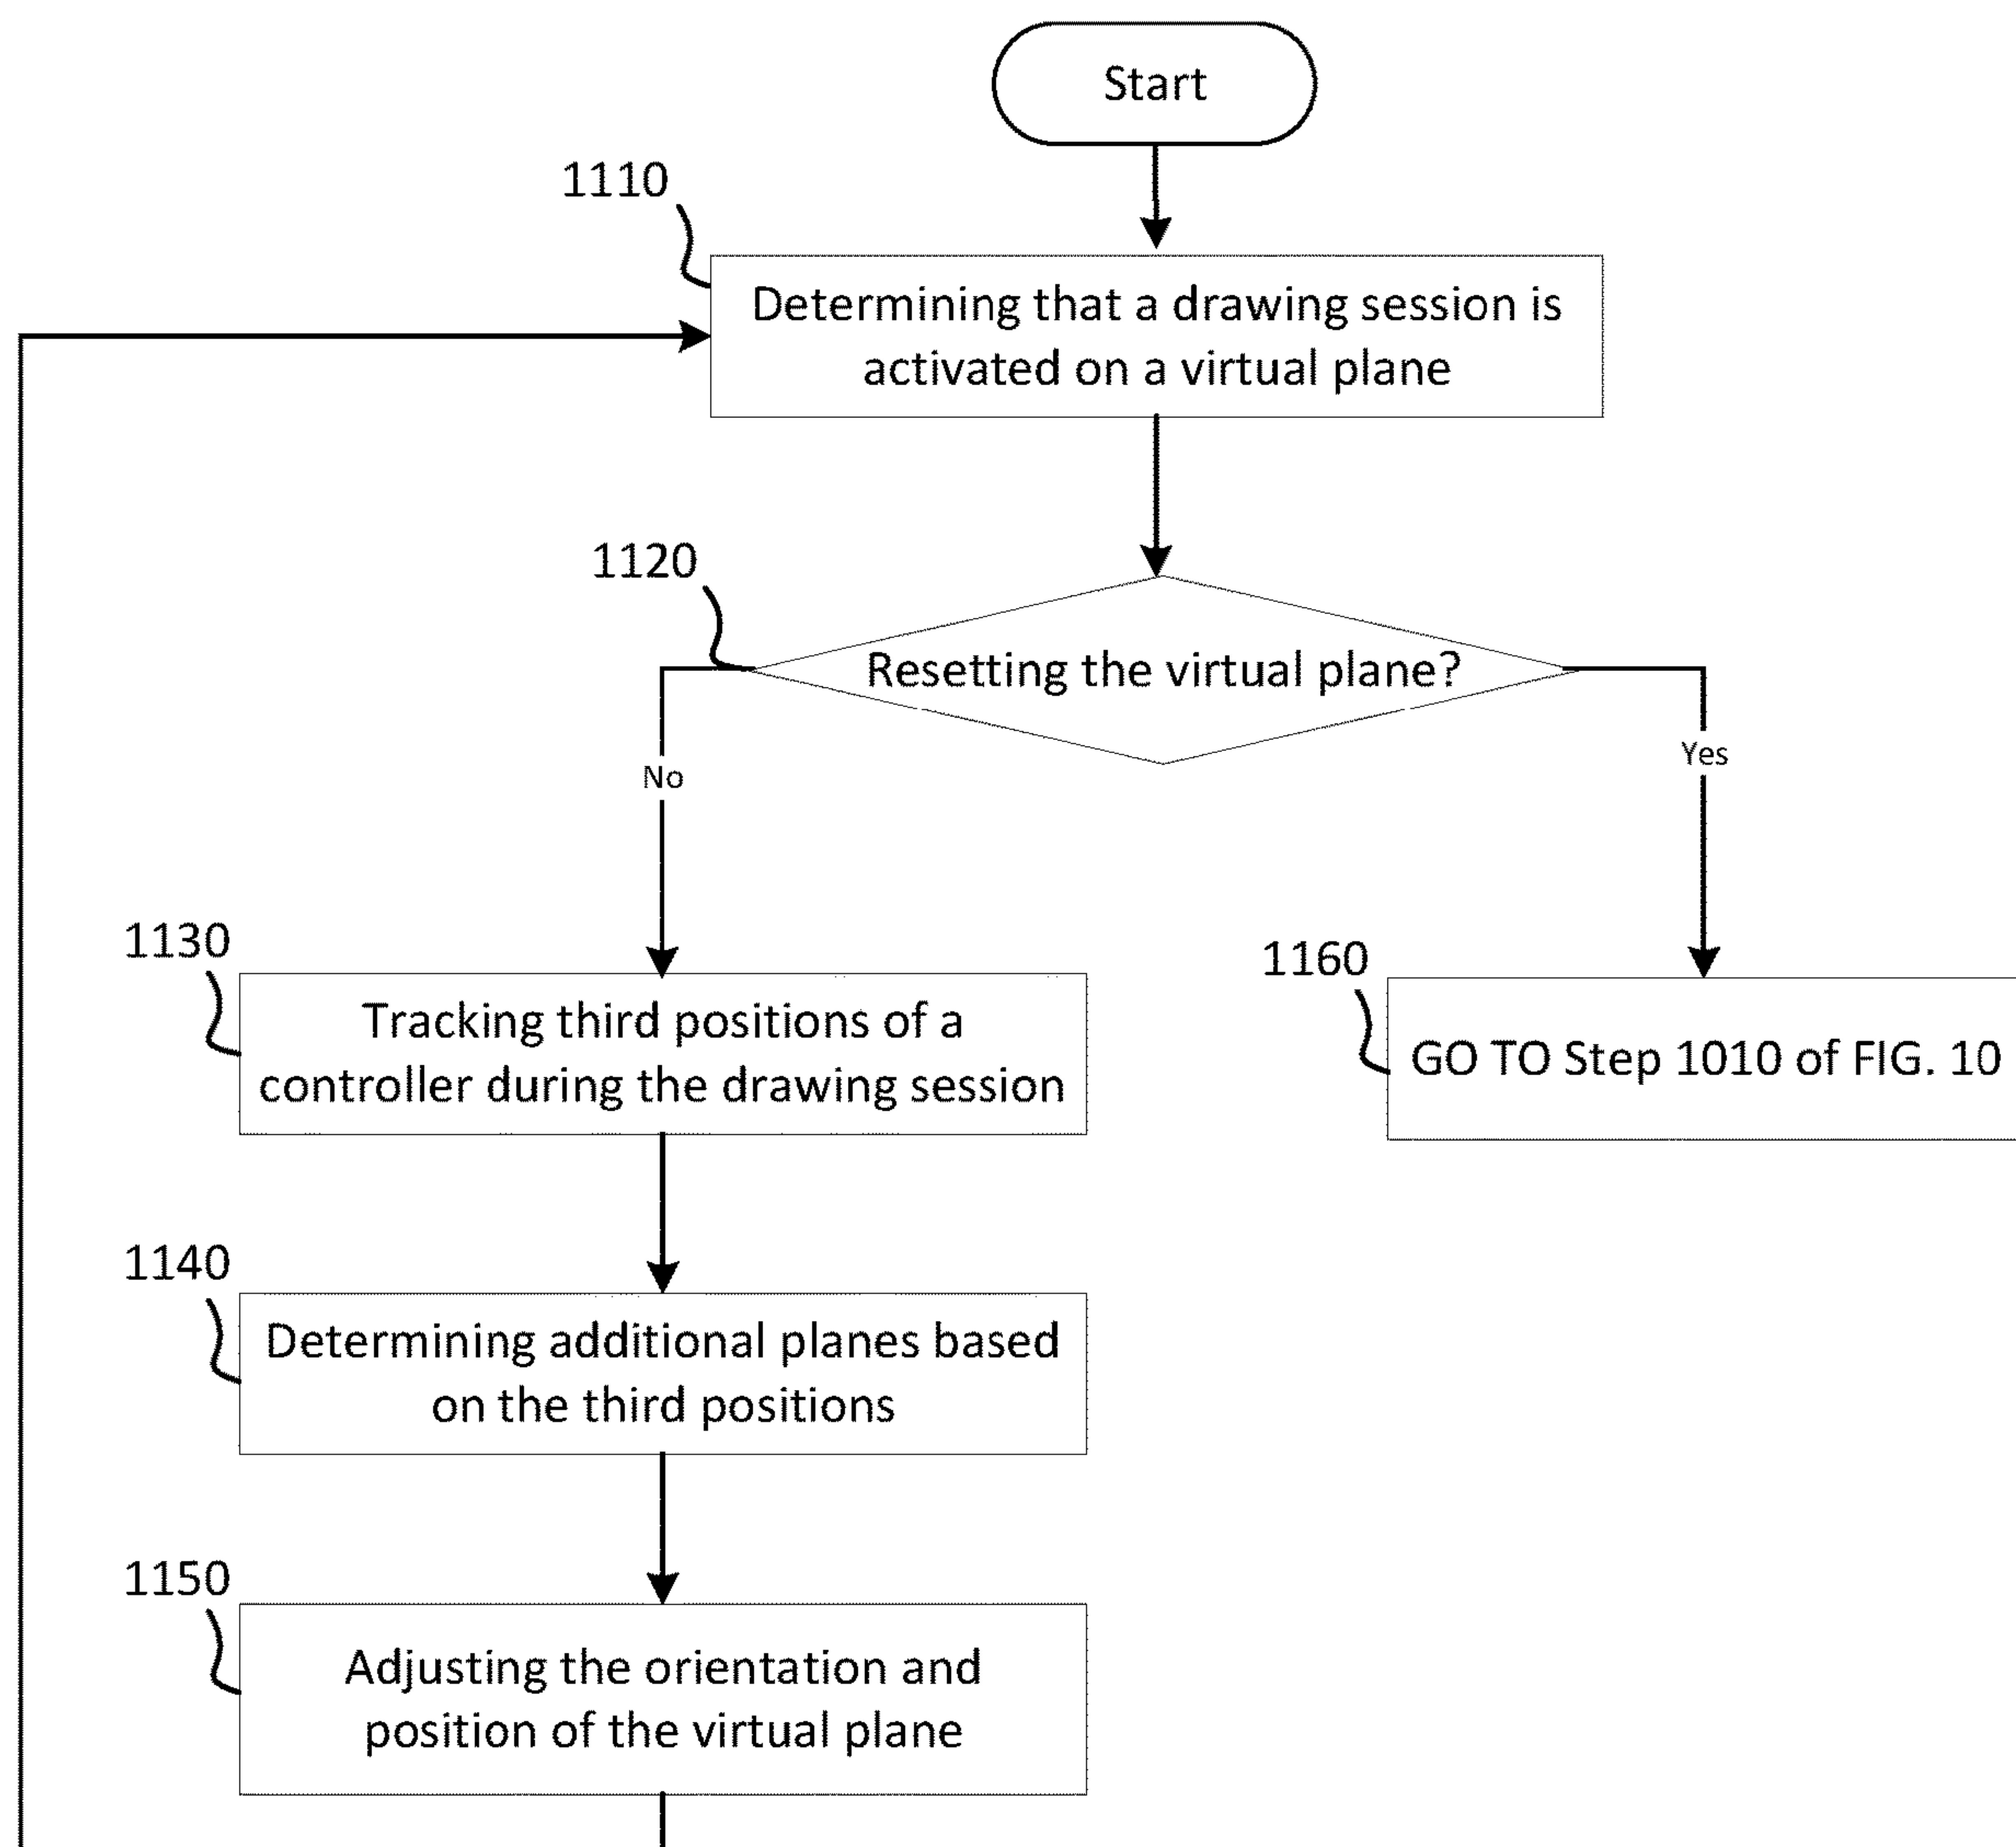 Start
1110
Determining that a drawing session is
activated on a virtual plane
1120
Resetting the virtual plane?
No
Yes
1130
Tracking third positions of a
controller during the drawing session
1160
GO TO Step 1010 of FIG. 10
1140
Determining additional planes based
on the third positions
1150
Adjusting the orientation and
position of the virtual plane